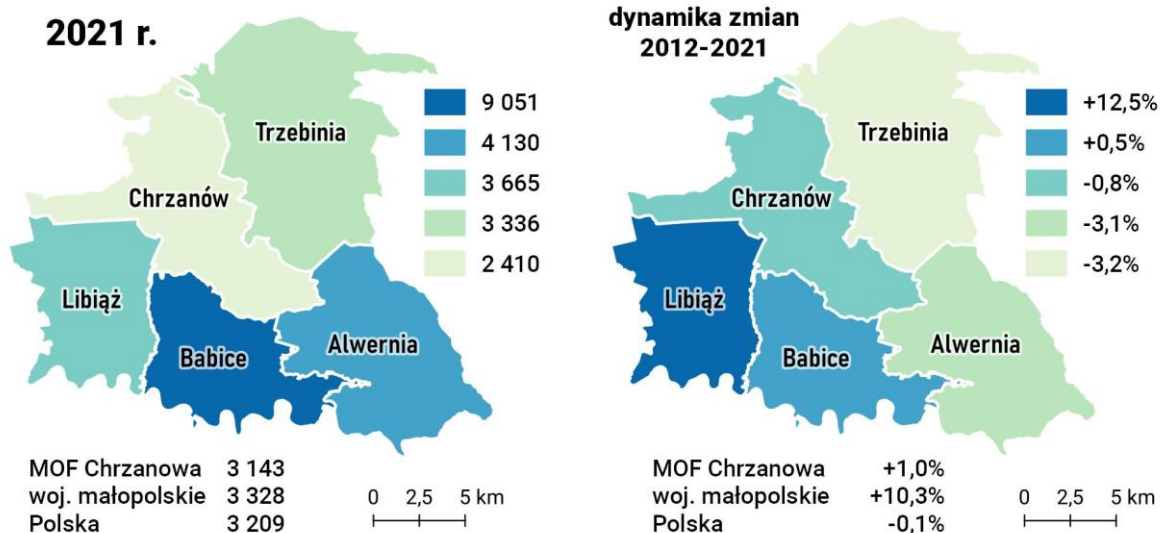 2021 r.
Trzebinia
Chrzanów
Libiąż
Babice
Alwernia
9 051
4 130
3 665
3 336
2 410
MOF Chrzanowa 3 143
woj. małopolskie 3 328
Polska 3 209
0 2,5 5 km
dynamika zmian
2012-2021
Trzebinia
Chrzanów
Libiąż
Babice
Alwernia
+12,5%
+0,5%
-0,8%
-3,1%
-3,2%
MOF Chrzanowa +1,0%
woj. małopolskie +10,3%
Polska -0,1%
0 2,5 5 km